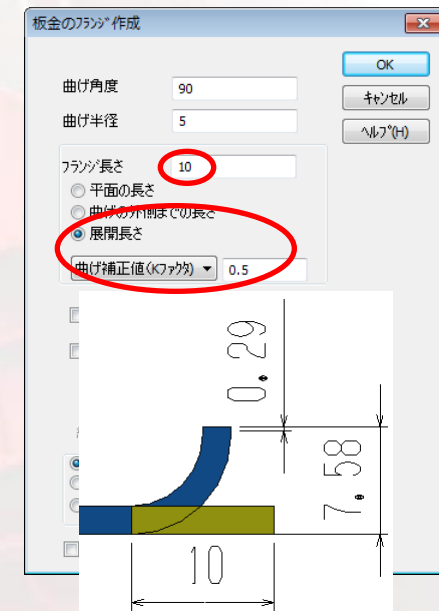 板金のフランジ作成
OK
曲げ角度 90
キャンセル
曲げ半径 5
ヘルプ(H)
フランジ長さ 10
平面の長さ
曲げの外側までの長さ
展開長さ
曲げ補正値(Kファクタ) 0.5
0.29
7.58
10